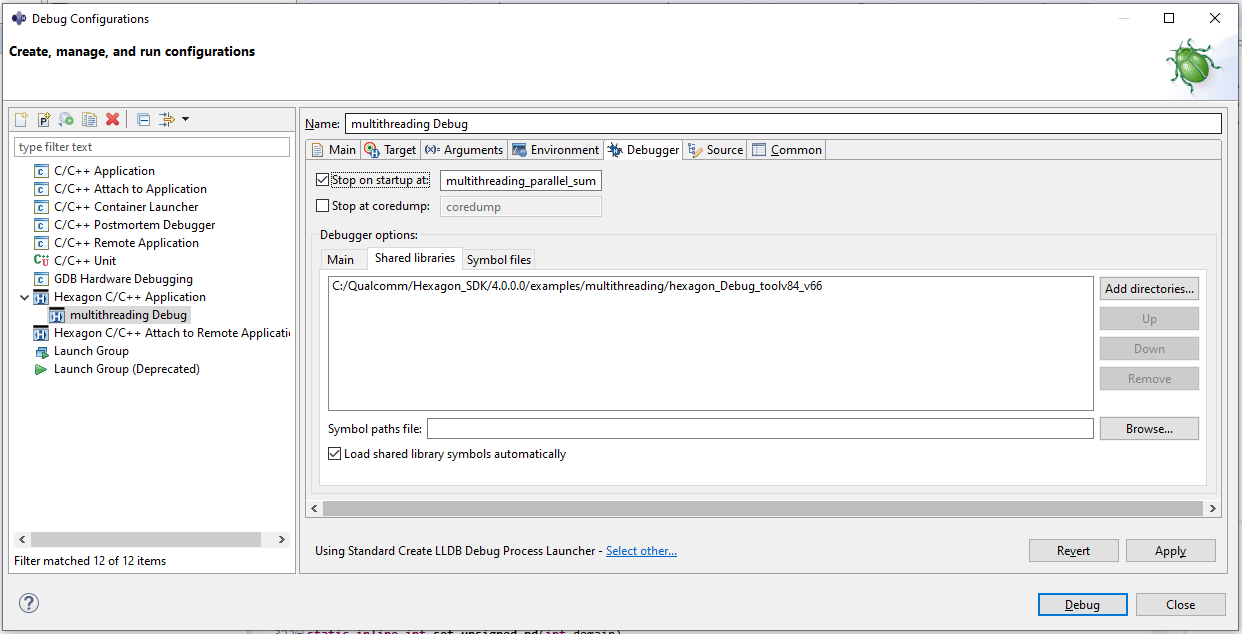 Debug Configurations
Create, manage, and run configurations
type filter text
C/C++ Application
C/C++ Attach to Application
C/C++ Container Launcher
C/C++ Postmortem Debugger
C/C++ Remote Application
C/C++ Unit
GDB Hardware Debugging
Hexagon C/C++ Application
multithreading Debug
Hexagon C/C++ Attach to Remote Applicatio
Launch Group
Launch Group (Deprecated)
Filter matched 12 of 12 items
Name: multithreading Debug
Main Target (x)= Arguments Environment Debugger Source Common
Stop on startup at: multithreading_parallel_sum
Stop at coredump: coredump
Debugger options:
Main Shared libraries Symbol files
C:/Qualcomm/Hexagon_SDK/4.0.0.0/examples/multithreading/hexagon_Debug_toolv84_v66
Add directories...
Up
Down
Remove
Symbol paths file: Browse...
Load shared library symbols automatically
Using Standard Create LLDB Debug Process Launcher - Select other...
Revert Apply
Debug Close